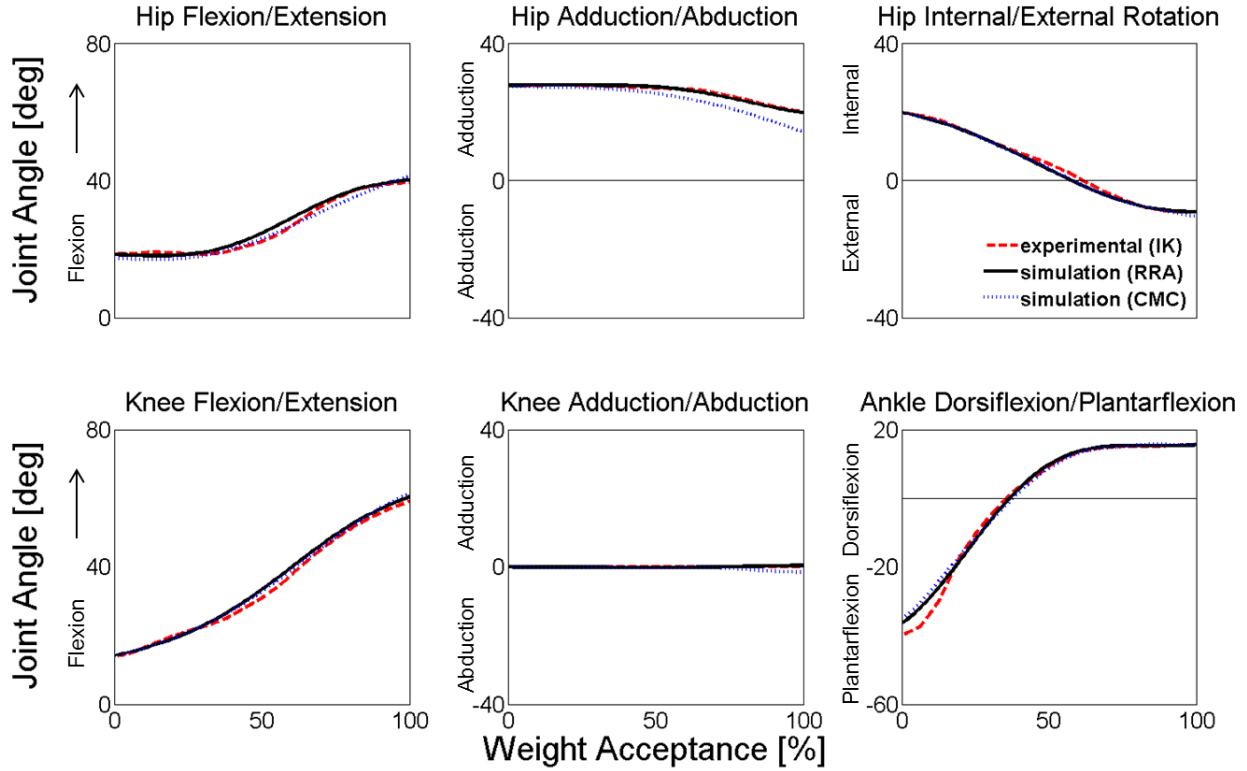 Hip Flexion/Extension
Hip Adduction/Abduction
Hip Internal/External Rotation
Joint Angle [deg]
Flexion
80
40
0
Adduction
Abduction
40
0
-40
Internal
External
40
0
-40
experimental (IK)
simulation (RRA)
simulation (CMC)
Knee Flexion/Extension
Knee Adduction/Abduction
Ankle Dorsiflexion/Plantarflexion
Joint Angle [deg]
Flexion
80
40
0
0
50
100
Adduction
Abduction
40
0
-40
0
50
100
Dorsiflexion
Plantarflexion
20
-20
-60
0
50
100
Weight Acceptance [%]